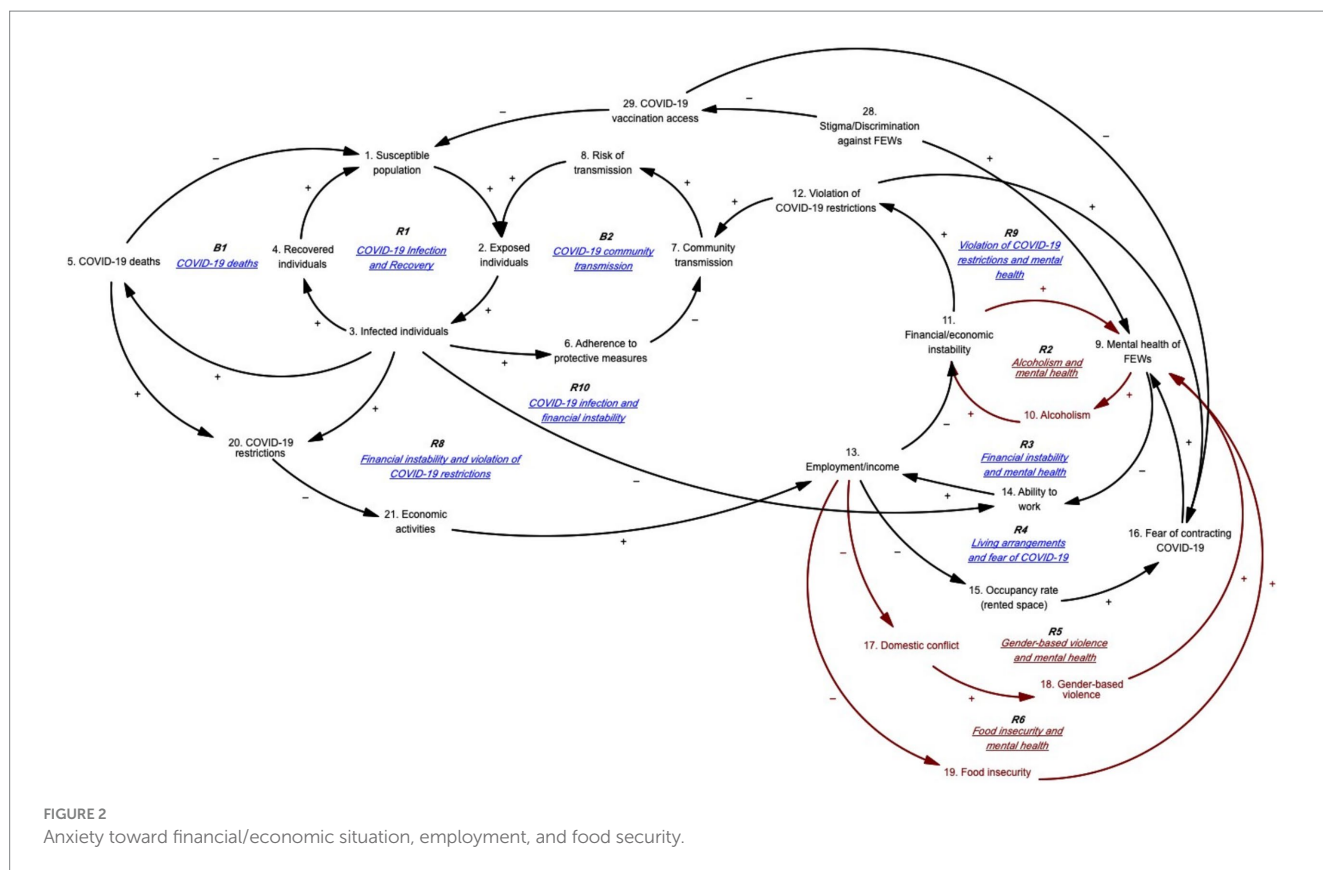 29. COVID-19
vaccination access
28.
Stigma/Discrimination
against FEWs
–
–
–
–
1. Susceptible
population
8. Risk of
transmission
+
12. Violation of
COVID-19 restrictions
+
+
+
+
+
+
B1
COVID-19 deaths
R1
COVID-19 Infection
and Recovery
B2
COVID-19 community
transmission
R9
Violation of COVID-19
restrictions and mental
health
5. COVID-19 deaths
4. Recovered
individuals
2. Exposed
individuals
7. Community
transmission
+
+
+
+
3. Infected individuals
–
11.
Financial/economic
instability
9. Mental health of
FEWs
6. Adherence to
protective measures
R2
Alcoholism and
mental health
+
+
+
R10
COVID-19 infection and
financial instability
+
+
10. Alcoholism
+
+
–
20. COVID-19
restrictions
R8
Financial instability and violation of
COVID-19 restrictions
R3
Financial instability
and mental health
+
13.
Employment/income
–
–
14. Ability to
work
+
–
21. Economic
activities
+
R4
Living arrangements
and fear of COVID-19
16. Fear of contracting
COVID-19
–
–
15. Occupancy rate
(rented space)
+
+
+
17. Domestic conflict
R5
Gender-based violence
and mental health
18. Gender-based
violence
+
–
R6
Food insecurity and
mental health
19. Food insecurity
FIGURE 2
Anxiety toward financial/economic situation, employment, and food security.